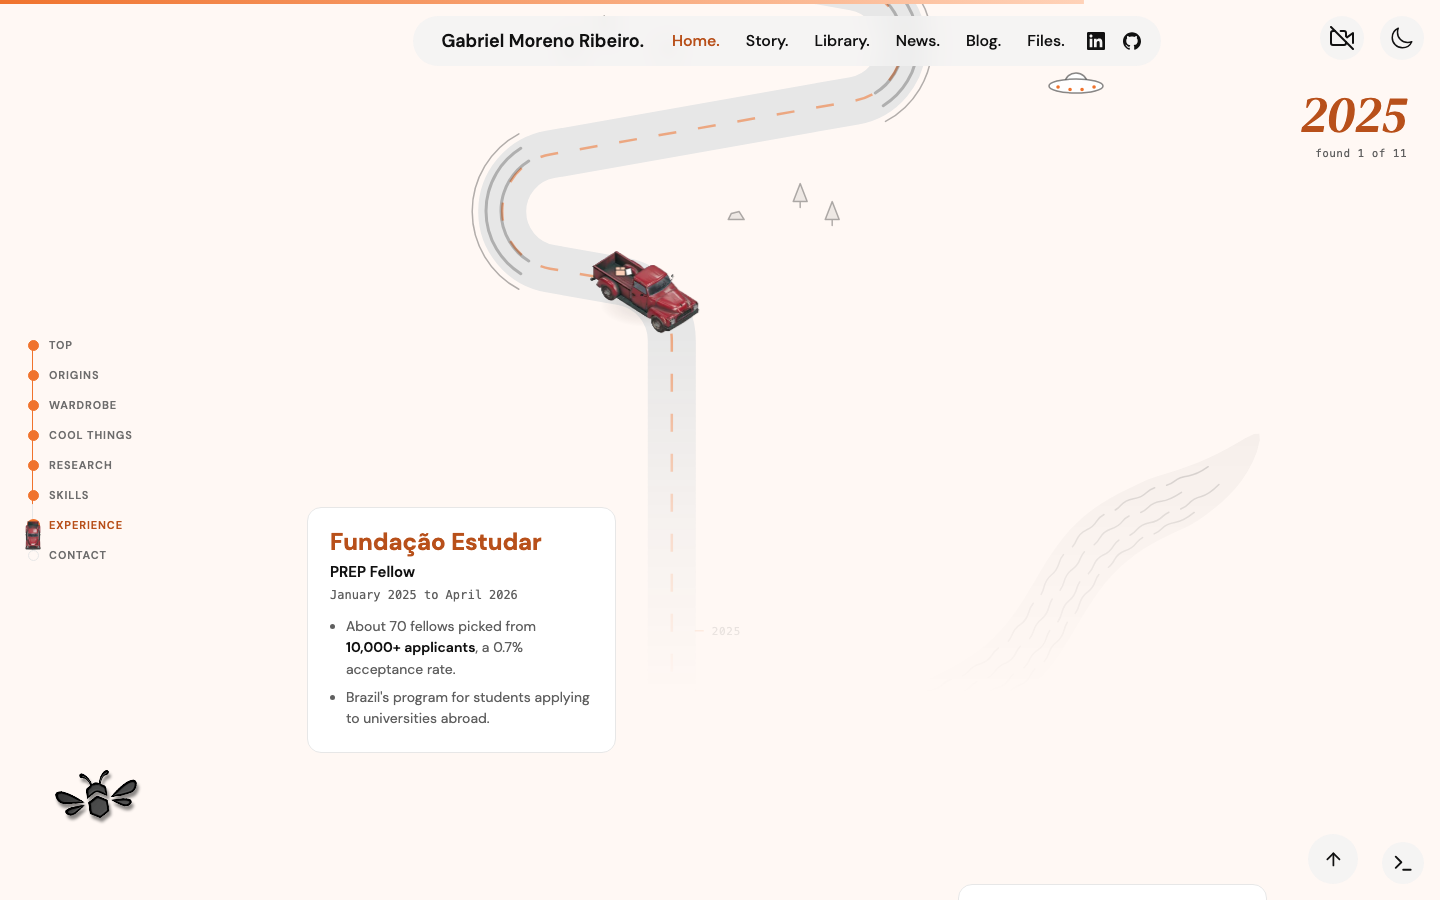 Gabriel Moreno Ribeiro. Home. Story. Library. News. Blog. Files.
2025
found 1 of 11
TOP
ORIGINS
WARDROBE
COOL THINGS
RESEARCH
SKILLS
EXPERIENCE
CONTACT
Fundação Estudar
PREP Fellow
January 2025 to April 2026
About 70 fellows picked from
10,000+ applicants, a 0.7%
acceptance rate.
Brazil's program for students applying
to universities abroad.
2025